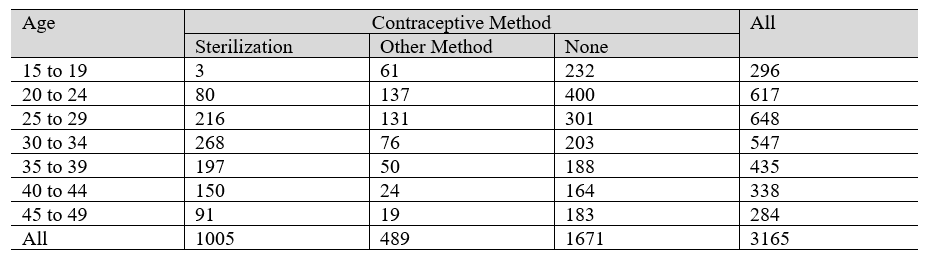 Age Contraceptive Method All
Sterilization Other Method None
15 to 19 3 61 232 296
20 to 24 80 137 400 617
25 to 29 216 131 301 648
30 to 34 268 76 203 547
35 to 39 197 50 188 435
40 to 44 150 24 164 338
45 to 49 91 19 183 284
All 1005 489 1671 3165